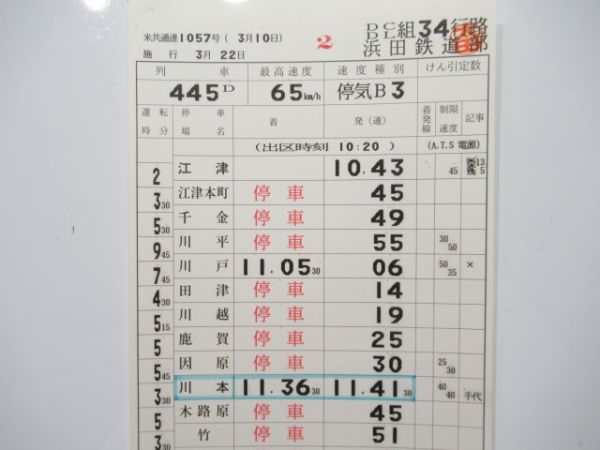 米共通達1057号(3月10日)
2
DC DL組34行路
施行 3月22日
浜田鉄道部
列車 最高速度 速度種別 けん引定数
445D 65km/h 停気B3
運転時分 停車場名 着 発(通) 着発線 制限速度 記事
(出区時刻 10:20) (A.T.S電源)
2 江津 10.43 45 13 5
3 30 江津本町 停車 45
5 30 千金 停車 49
9 45 川平 停車 55 30 50
7 45 川戸 11.05 30 06 50 35 ×
4 30 田津 停車 14
5 15 川越 停車 19
5 鹿賀 停車 25
5 45 因原 停車 30 25 30
3 30 川本 11.36 30 11.41 30 40 40 手代
5 木路原 停車 45
3 30 竹 停車 51